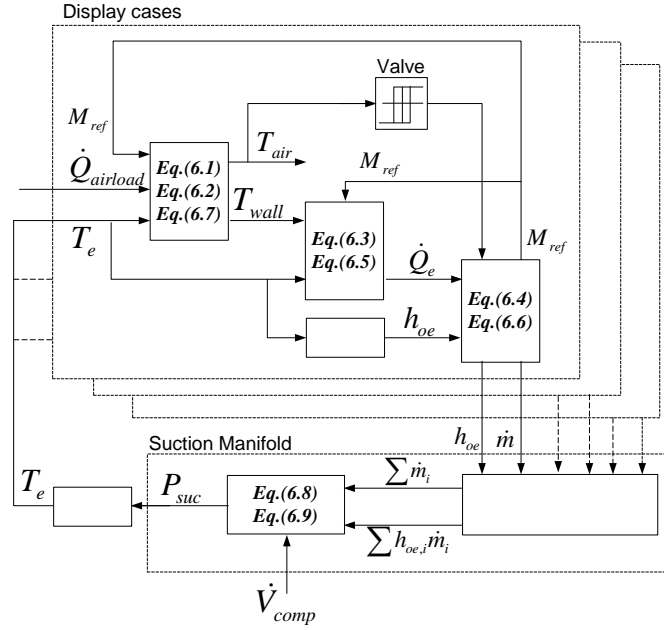 Display cases
Valve
M_ref
T_air
Q̇_airload
Eq.(6.1)
Eq.(6.2)
Eq.(6.7)
M_ref
T_wall
T_e
Eq.(6.3)
Eq.(6.5)
Q̇_e
M_ref
Eq.(6.4)
Eq.(6.6)
h_oe
h_oe ṁ
Suction Manifold
T_e
P_suc
Eq.(6.8)
Eq.(6.9)
∑ ṁ_i
∑ h_oe,i ṁ_i
V̇_comp